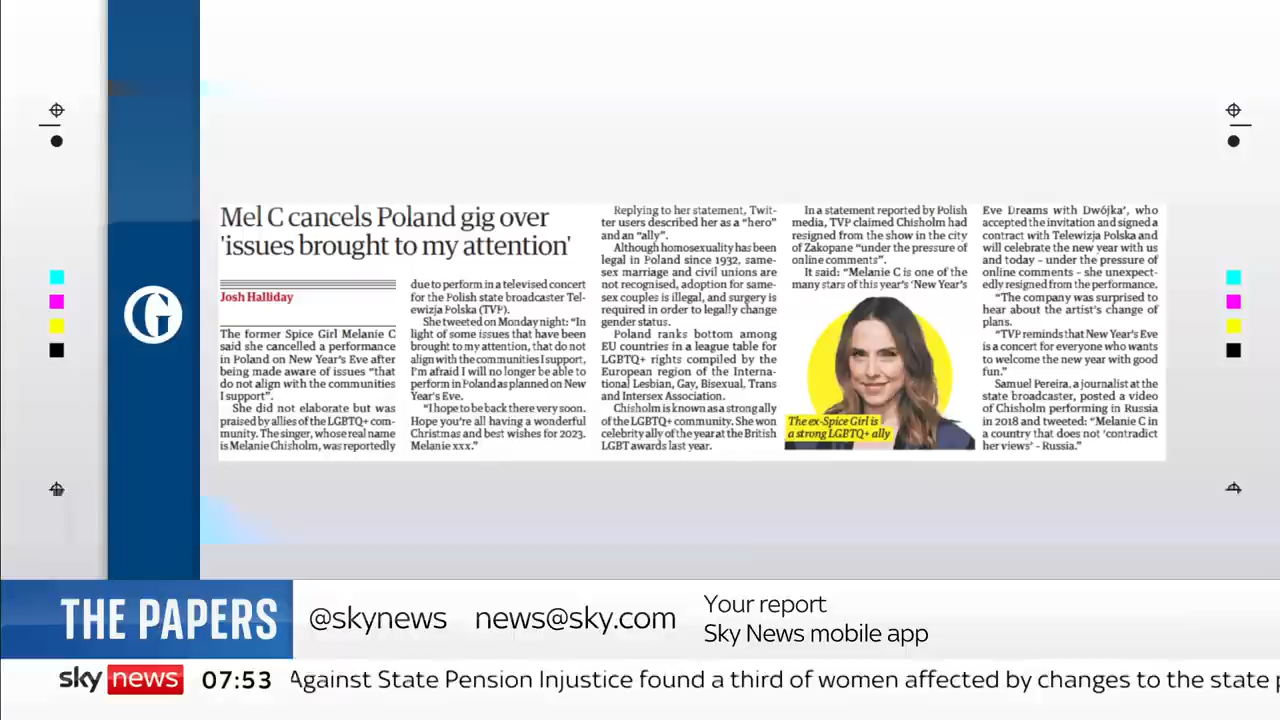 Mel C cancels Poland gig over
'issues brought to my attention'
Josh Halliday
The former Spice Girl Melanie C
said she cancelled a performance
in Poland on New Year's Eve after
being made aware of issues "that
do not align with the communities
I support".
She did not elaborate but was
praised by allies of the LGBTQ+ com-
munity. The singer, whose real name
is Melanie Chisholm, was reportedly
due to perform in a televised concert
for the Polish state broadcaster Tel-
ewizja Polska (TVP).
She tweeted on Monday night: "In
light of some issues that have been
brought to my attention, that do not
align with the communities I support,
I'm afraid I will no longer be able to
perform in Poland as planned on New
Year's Eve.
"I hope to be back there very soon.
Hope you're all having a wonderful
Christmas and best wishes for 2023.
Melanie xxx."
Replying to her statement, Twit-
ter users described her as a "hero"
and an "ally".
Although homosexuality has been
legal in Poland since 1932, same-
sex marriage and civil unions are
not recognised, adoption for same-
sex couples is illegal, and surgery is
required in order to legally change
gender status.
Poland ranks bottom among
EU countries in a league table for
LGBTQ+ rights compiled by the
European region of the Interna-
tional Lesbian, Gay, Bisexual, Trans
and Intersex Association.
Chisholm is known as a strong ally
of the LGBTQ+ community. She won
celebrity ally of the year at the British
LGBT awards last year.
In a statement reported by Polish
media, TVP claimed Chisholm had
resigned from the show in the city
of Zakopane "under the pressure of
online comments".
It said: "Melanie C is one of the
many stars of this year's 'New Year's
The ex-Spice Girl is
a strong LGBTQ+ ally
Eve Dreams with Dwójka', who
accepted the invitation and signed a
contract with Telewizja Polska and
will celebrate the new year with us
and today – under the pressure of
online comments – she unexpect-
edly resigned from the performance.
"The company was surprised to
hear about the artist's change of
plans.
"TVP reminds that New Year's Eve
is a concert for everyone who wants
to welcome the new year with good
fun."
Samuel Pereira, a journalist at the
state broadcaster, posted a video
of Chisholm performing in Russia
in 2018 and tweeted: "Melanie C in
a country that does not 'contradict
her views' – Russia."
G
THE PAPERS
@skynews news@sky.com
Your report
Sky News mobile app
sky news 07:53 Against State Pension Injustice found a third of women affected by changes to the state p